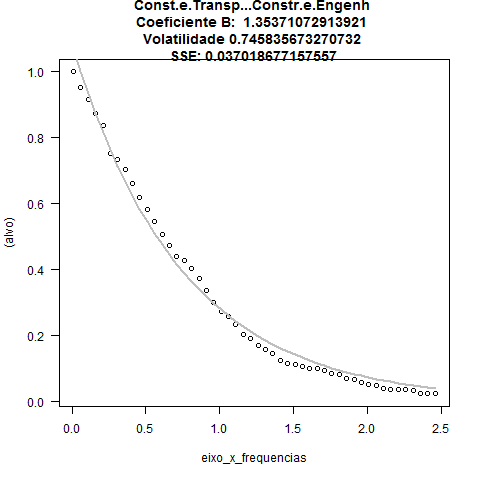 Const.e.Transp...Constr.e.Engenh
Coeficiente B:  1.35371072913921
Volatilidade 0.745835673270732
SSE: 0.037018677157557
(alvo)
1.0
0.8
0.6
0.4
0.2
0.0
0.0 0.5 1.0 1.5 2.0 2.5
eixo_x_frequencias